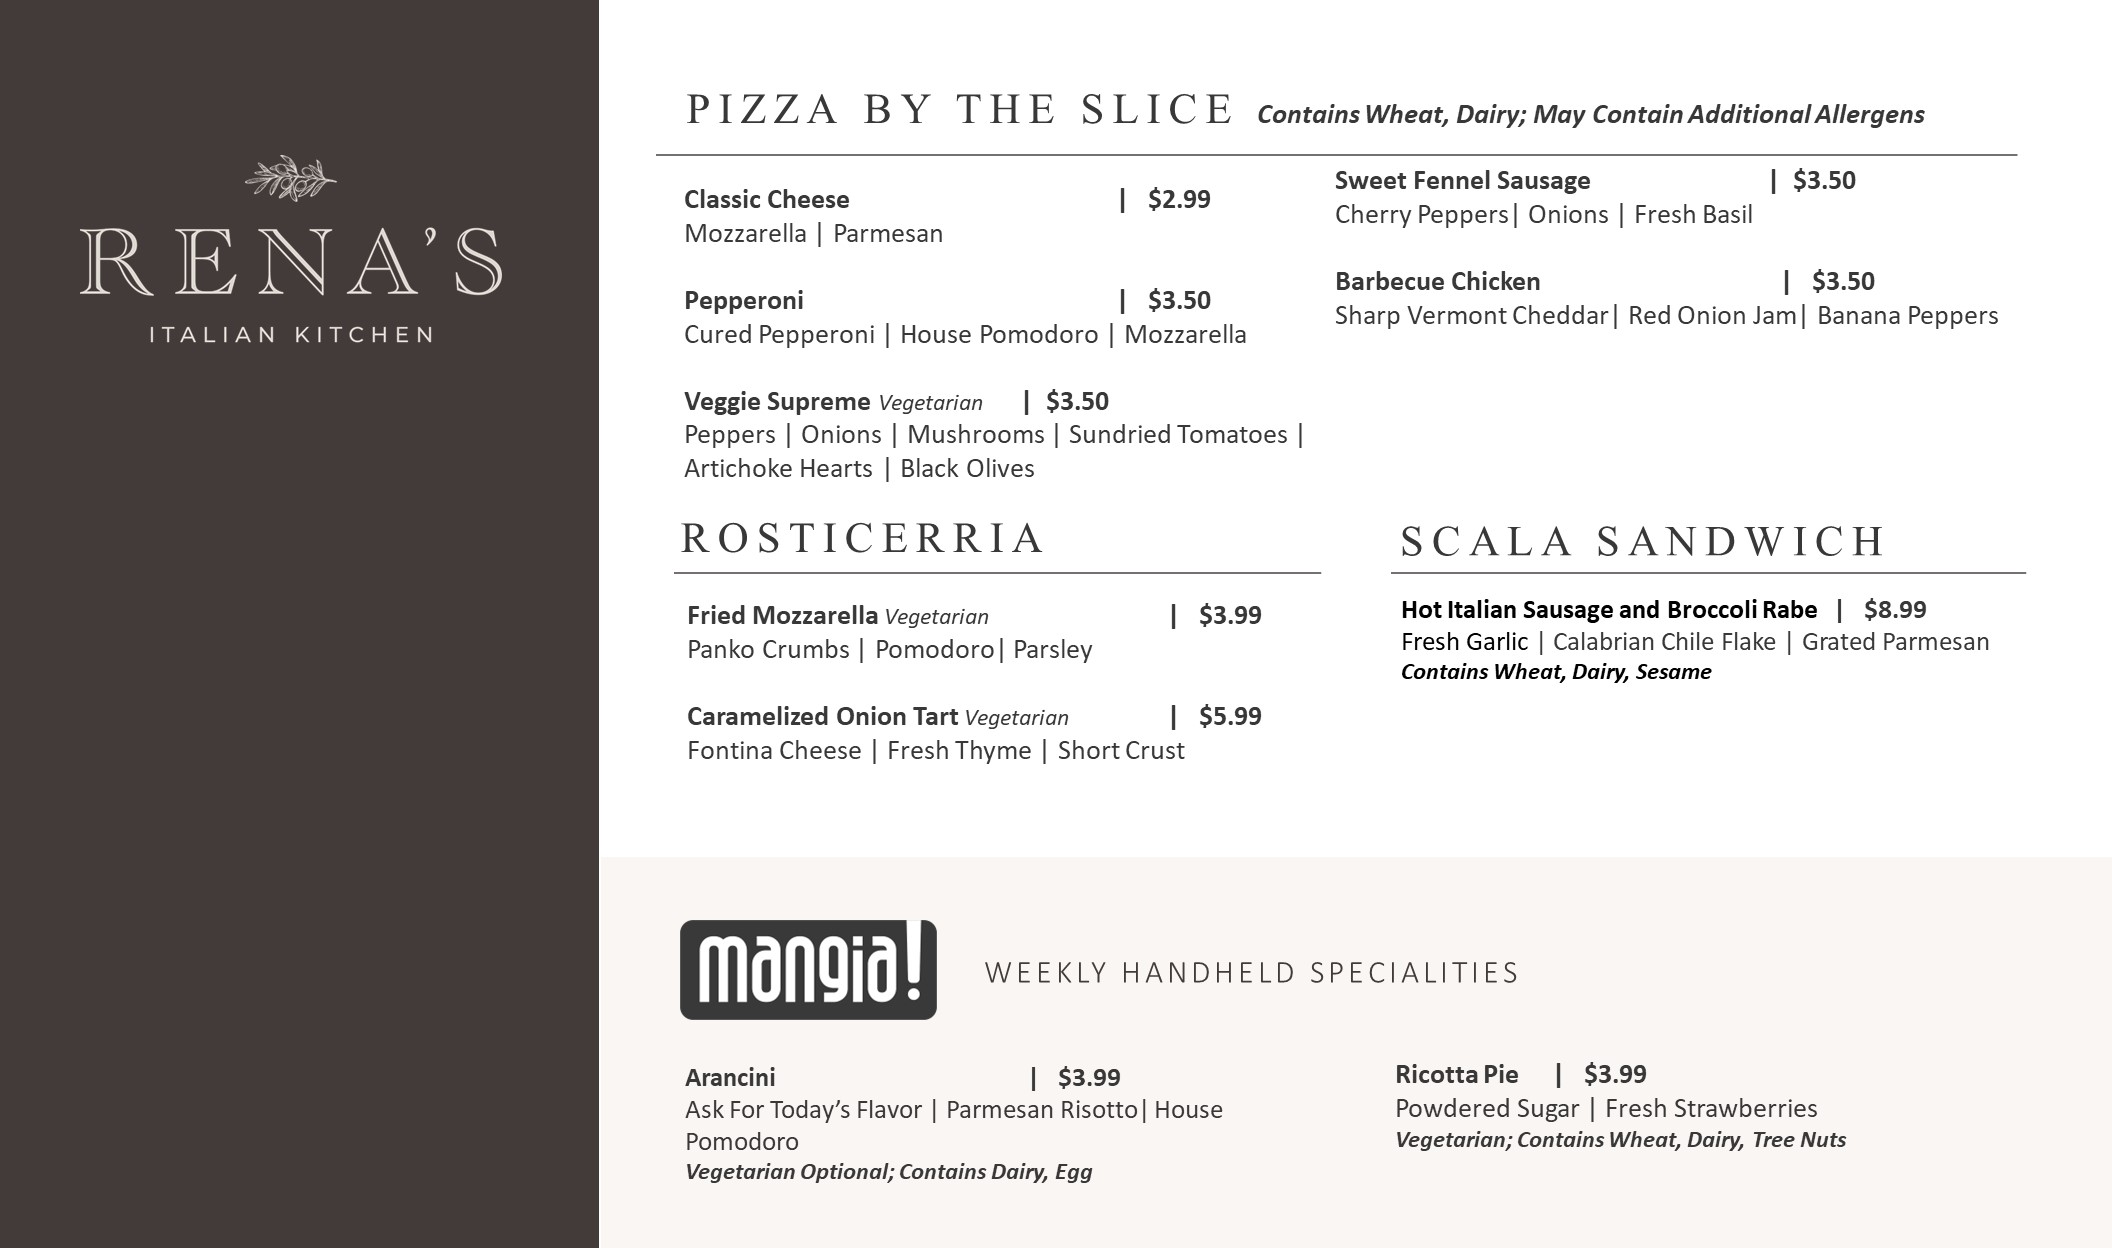 RENA'S
ITALIAN KITCHEN
PIZZA BY THE SLICE Contains Wheat, Dairy; May Contain Additional Allergens
Classic Cheese | $2.99
Mozzarella | Parmesan
Pepperoni | $3.50
Cured Pepperoni | House Pomodoro | Mozzarella
Veggie Supreme Vegetarian | $3.50
Peppers | Onions | Mushrooms | Sundried Tomatoes |
Artichoke Hearts | Black Olives
Sweet Fennel Sausage | $3.50
Cherry Peppers| Onions | Fresh Basil
Barbecue Chicken | $3.50
Sharp Vermont Cheddar| Red Onion Jam| Banana Peppers
ROSTICERRIA
Fried Mozzarella Vegetarian | $3.99
Panko Crumbs | Pomodoro| Parsley
Caramelized Onion Tart Vegetarian | $5.99
Fontina Cheese | Fresh Thyme | Short Crust
SCALA SANDWICH
Hot Italian Sausage and Broccoli Rabe | $8.99
Fresh Garlic | Calabrian Chile Flake | Grated Parmesan
Contains Wheat, Dairy, Sesame
mangia!
WEEKLY HANDHELD SPECIALITIES
Arancini | $3.99
Ask For Today’s Flavor | Parmesan Risotto| House
Pomodoro
Vegetarian Optional; Contains Dairy, Egg
Ricotta Pie | $3.99
Powdered Sugar | Fresh Strawberries
Vegetarian; Contains Wheat, Dairy, Tree Nuts